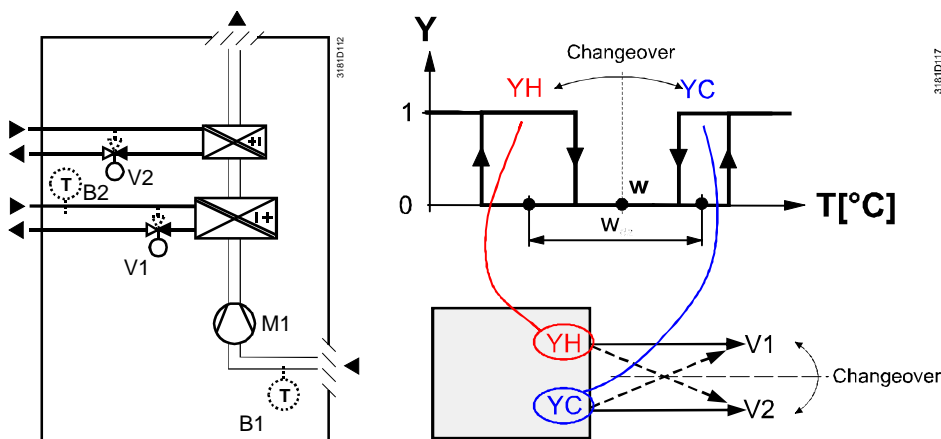 3181D112
V2
T
B2
V1
M1
T
B1
Y
Changeover
3181D117
YH
YC
1
w
0
T[°C]
w
YH
V1
Changeover
YC
V2